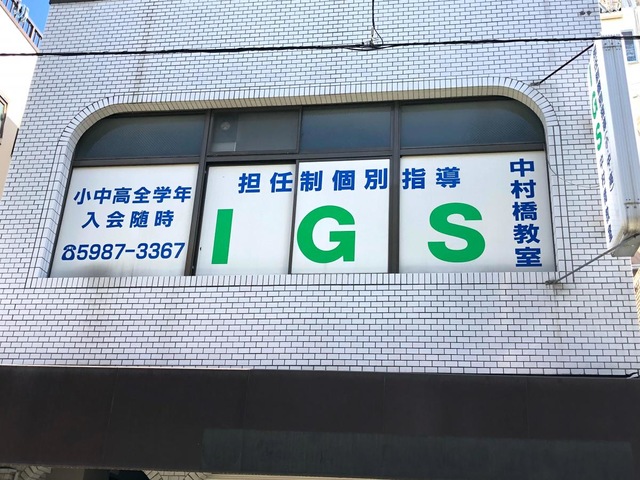 小中高全学年
入会随時
☎5987-3367
担任制個別指導
IGS
中村橋教室
IGS